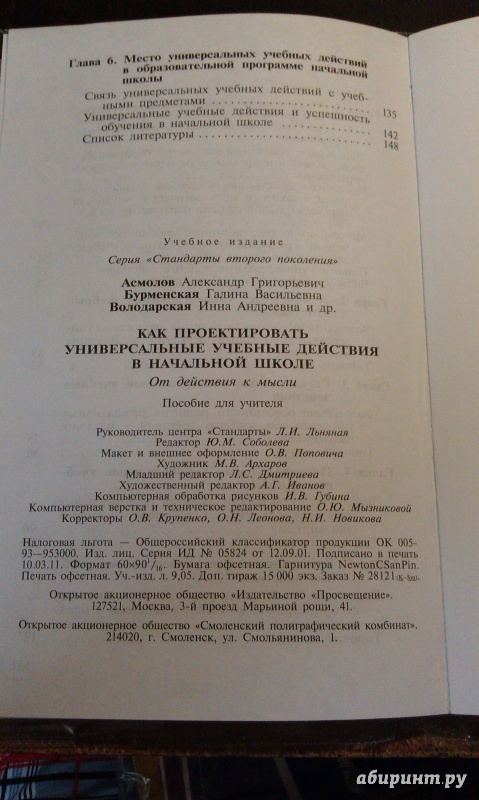 Глава 6. Место универсальных учебных действий
в образовательной программе начальной
школы
Связь универсальных учебных действий с учеб-
ными предметами . . . . . . . . . . . . . . . . . . . . 135
Универсальные учебные действия и успешность
обучения в начальной школе . . . . . . . . . . . 142
Список литературы . . . . . . . . . . . . . . . . . . . . . . 148
Учебное издание
Серия «Стандарты второго поколения»
Асмолов Александр Григорьевич
Бурменская Галина Васильевна
Володарская Инна Андреевна и др.
КАК ПРОЕКТИРОВАТЬ
УНИВЕРСАЛЬНЫЕ УЧЕБНЫЕ ДЕЙСТВИЯ
В НАЧАЛЬНОЙ ШКОЛЕ
От действия к мысли
Пособие для учителя
Руководитель центра «Стандарты» Л.И. Льняная
Редактор Ю.М. Соболева
Макет и внешнее оформление О.В. Поповича
Художник М.В. Архаров
Младший редактор Л.С. Дмитриева
Художественный редактор А.Г. Иванов
Компьютерная обработка рисунков И.В. Губина
Компьютерная верстка и техническое редактирование О.Ю. Мызниковой
Корректоры О.В. Крупенко, О.Н. Леонова, Н.И. Новикова
Налоговая льгота — Общероссийский классификатор продукции ОК 005-
93—953000. Изд. лиц. Серия ИД № 05824 от 12.09.01. Подписано в печать
10.03.11. Формат 60×90 1/16. Бумага офсетная. Гарнитура NewtonCSanPin.
Печать офсетная. Уч.-изд. л. 9,05. Доп. тираж 15 000 экз. Заказ № 28121 (К-Sm).
Открытое акционерное общество «Издательство «Просвещение».
127521, Москва, 3-й проезд Марьиной рощи, 41.
Открытое акционерное общество «Смоленский полиграфический комбинат».
214020, г. Смоленск, ул. Смольянинова, 1.
абиринт.ру